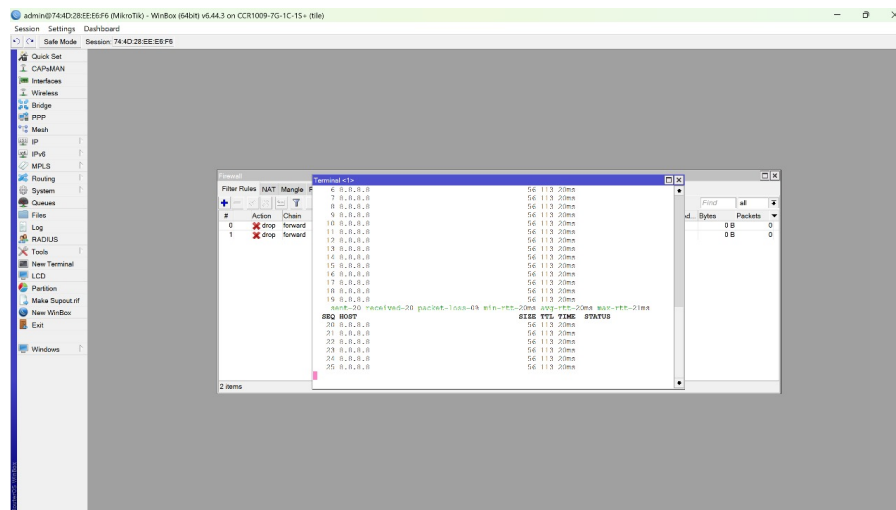 admin@74:4D:28:EE:E6:F6 (MikroTik) - WinBox (64bit) v6.44.3 on CCR1009-7G-1C-1S+ (tile)
Session Settings Dashboard
Safe Mode Session: 74:4D:28:EE:E6:F6
Quick Set
CAPsMAN
Interfaces
Wireless
Bridge
PPP
Mesh
IP
IPv6
MPLS
Routing
System
Queues
Files
Log
RADIUS
Tools
New Terminal
LCD
Partition
Make Supout.rif
New WinBox
Exit
Windows
RouterOS WinBox
Firewall
Filter Rules NAT Mangle
Find all
# Action Chain Bytes Packets
0 drop forward 0 B 0
1 drop forward 0 B 0
2 items
Terminal <1>
6 8.8.8.8 56 113 20ms
7 8.8.8.8 56 113 20ms
8 8.8.8.8 56 113 20ms
9 8.8.8.8 56 113 20ms
10 8.8.8.8 56 113 20ms
11 8.8.8.8 56 113 20ms
12 8.8.8.8 56 113 20ms
13 8.8.8.8 56 113 20ms
14 8.8.8.8 56 113 20ms
15 8.8.8.8 56 113 20ms
16 8.8.8.8 56 113 20ms
17 8.8.8.8 56 113 20ms
18 8.8.8.8 56 113 20ms
19 8.8.8.8 56 113 20ms
sent=20 received=20 packet-loss=0% min-rtt=20ms avg-rtt=20ms max-rtt=21ms
SEQ HOST SIZE TTL TIME STATUS
20 8.8.8.8 56 113 20ms
21 8.8.8.8 56 113 20ms
22 8.8.8.8 56 113 20ms
23 8.8.8.8 56 113 20ms
24 8.8.8.8 56 113 20ms
25 8.8.8.8 56 113 20ms